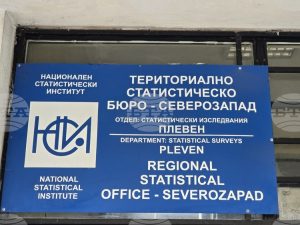 НАЦИОНАЛЕН
СТАТИСТИЧЕСКИ
ИНСТИТУТ
НСИ
NATIONAL
STATISTICAL
INSTITUTE
ТЕРИТОРИАЛНО
СТАТИСТИЧЕСКО
БЮРО - СЕВЕРОЗАПАД
ОТДЕЛ: СТАТИСТИЧЕСКИ ИЗСЛЕДВАНИЯ
ПЛЕВЕН
DEPARTMENT: STATISTICAL SURVEYS
PLEVEN
REGIONAL
STATISTICAL
OFFICE - SEVEROZAPAD